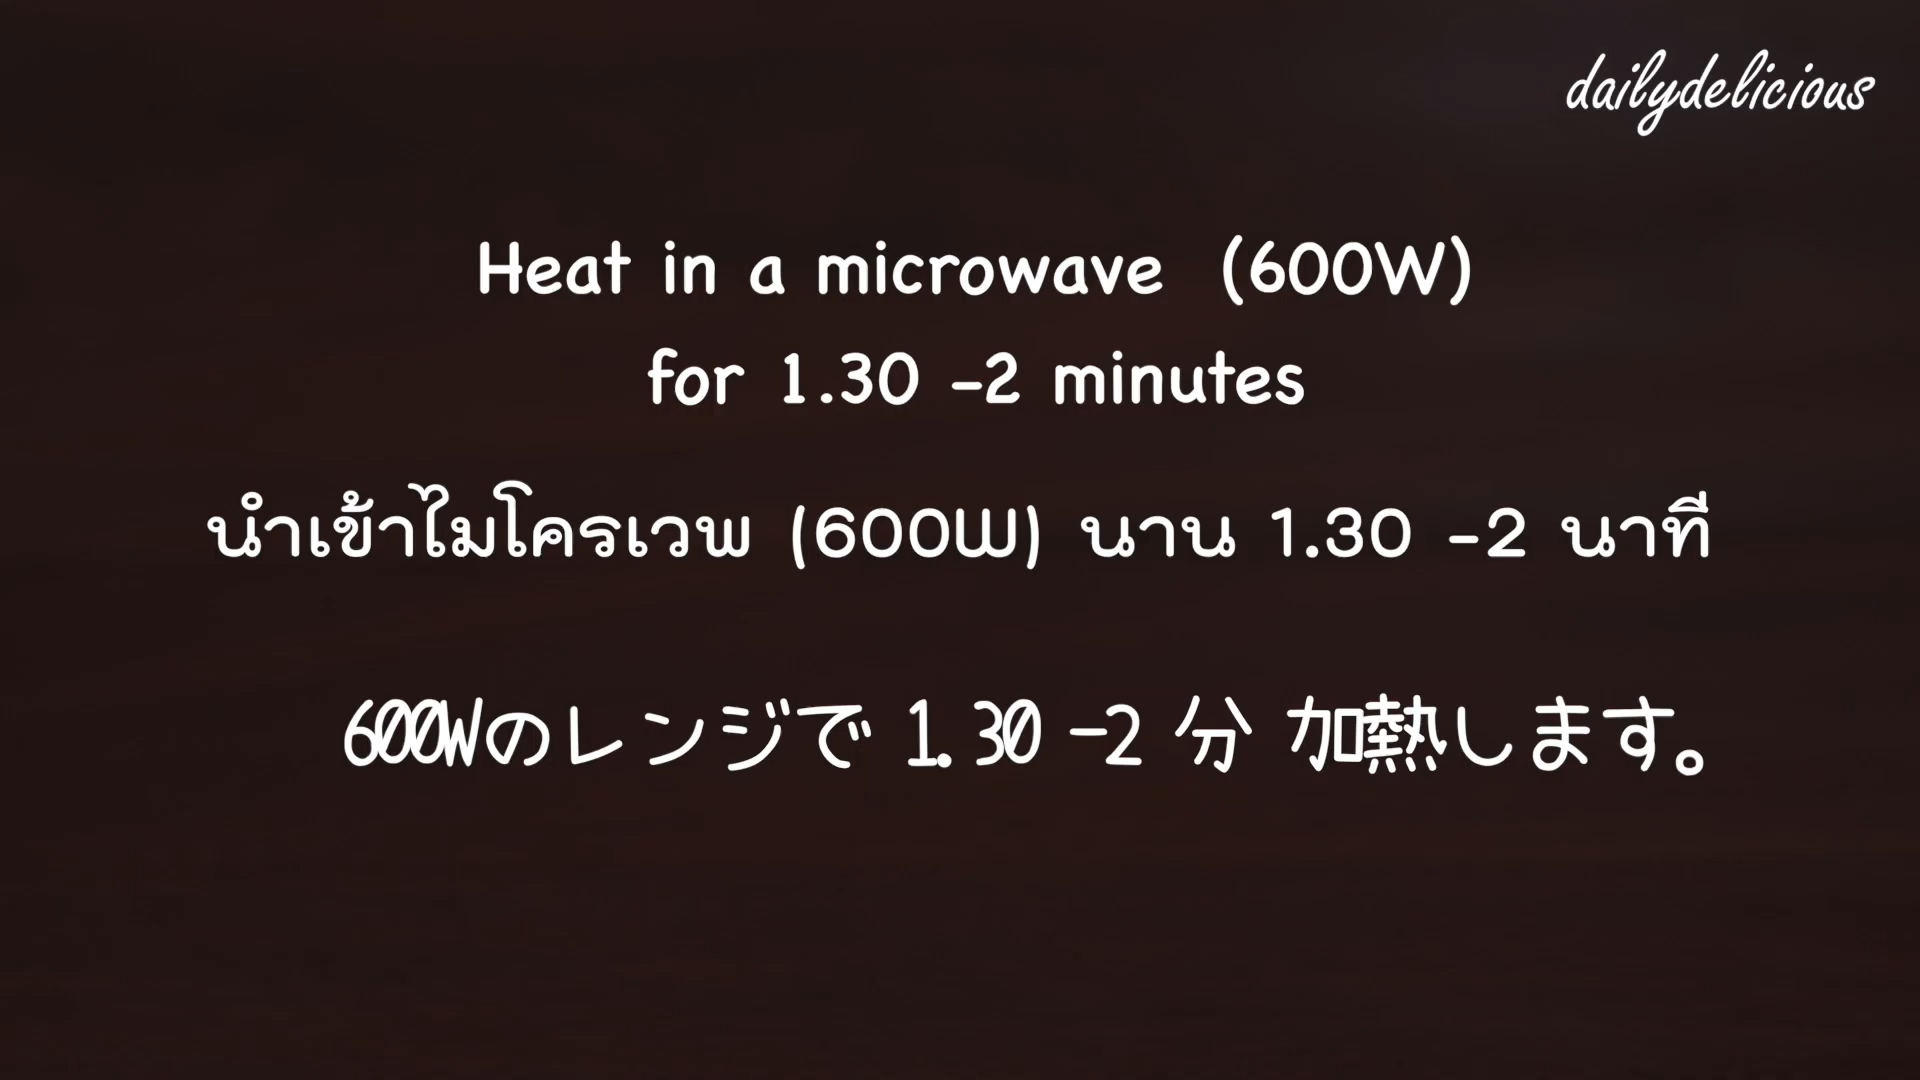 dailydelicious
Heat in a microwave (600W)
for 1.30 -2 minutes
นำเข้าไมโครเวพ (600W) นาน 1.30 -2 นาที
600Wのレンジで 1.30 -2 分 加熱します。